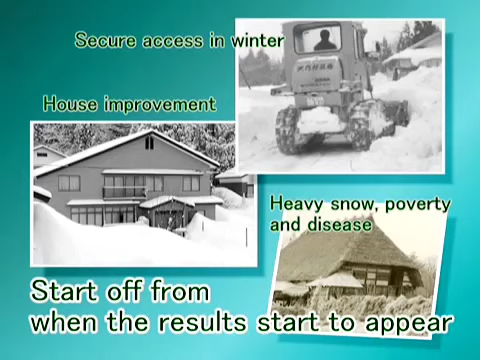 Secure access in winter
House improvement
Heavy snow, poverty
and disease
Start off from
when the results start to appear